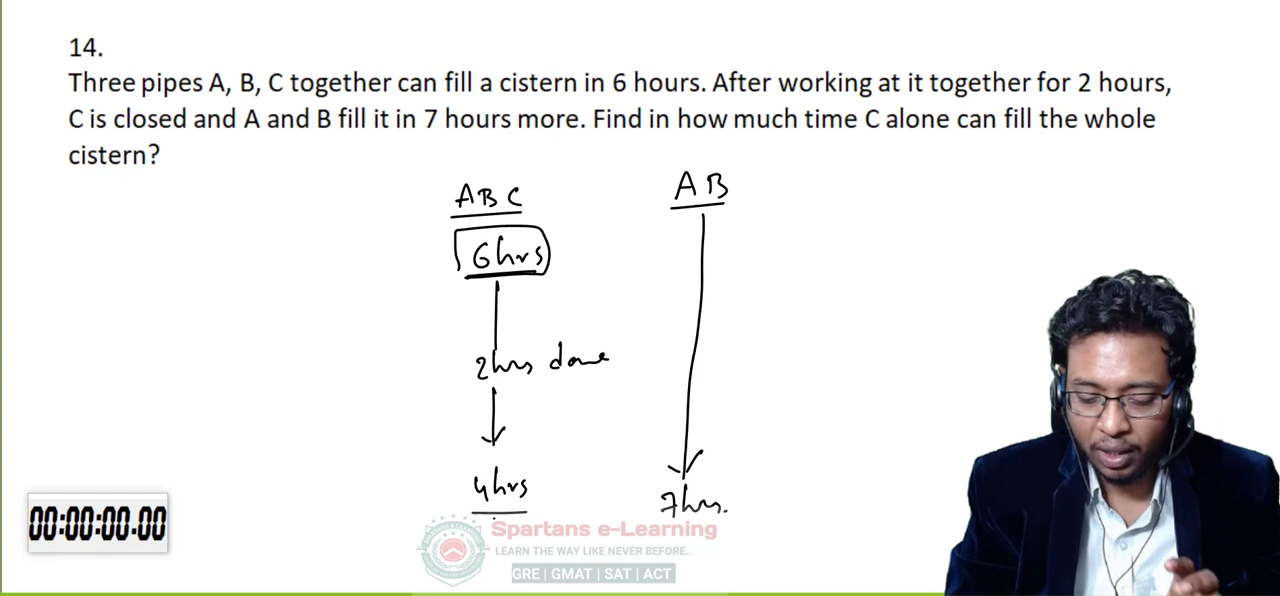 14.
Three pipes A, B, C together can fill a cistern in 6 hours. After working at it together for 2 hours,
C is closed and A and B fill it in 7 hours more. Find in how much time C alone can fill the whole
cistern?
ABC
AB
6hrs
2hrs done
4hrs
7hrs.
00:00:00.00
Spartans e-Learning
LEARN THE WAY LIKE NEVER BEFORE..
GRE | GMAT | SAT | ACT